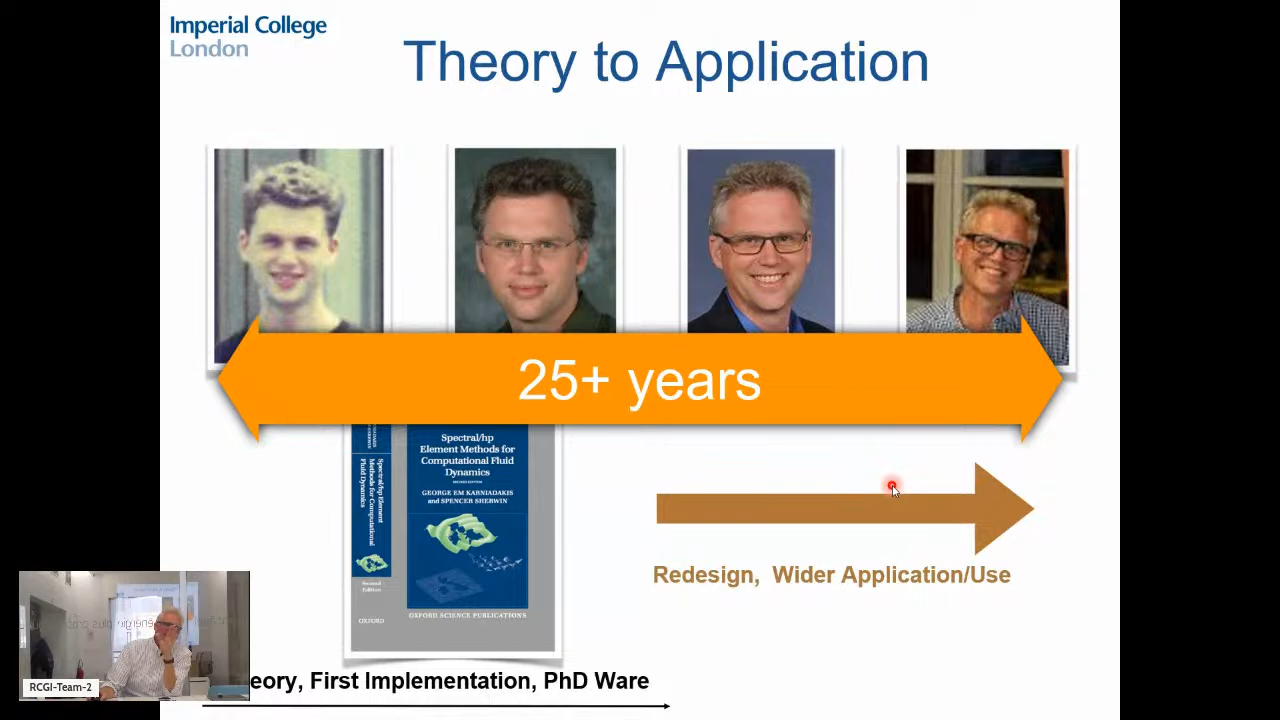 Imperial College
London
Theory to Application
25+ years
Spectral/hp
Element Methods for
Computational Fluid
Dynamics
SECOND EDITION
GEORGE EM KARNIADAKIS
and SPENCER SHERWIN
Spectral/hp Element
Methods for Computational
Fluid Dynamics
Second
Edition
OXFORD
OXFORD SCIENCE PUBLICATIONS
Redesign, Wider Application/Use
RCGI-Team-2
eory, First Implementation, PhD Ware